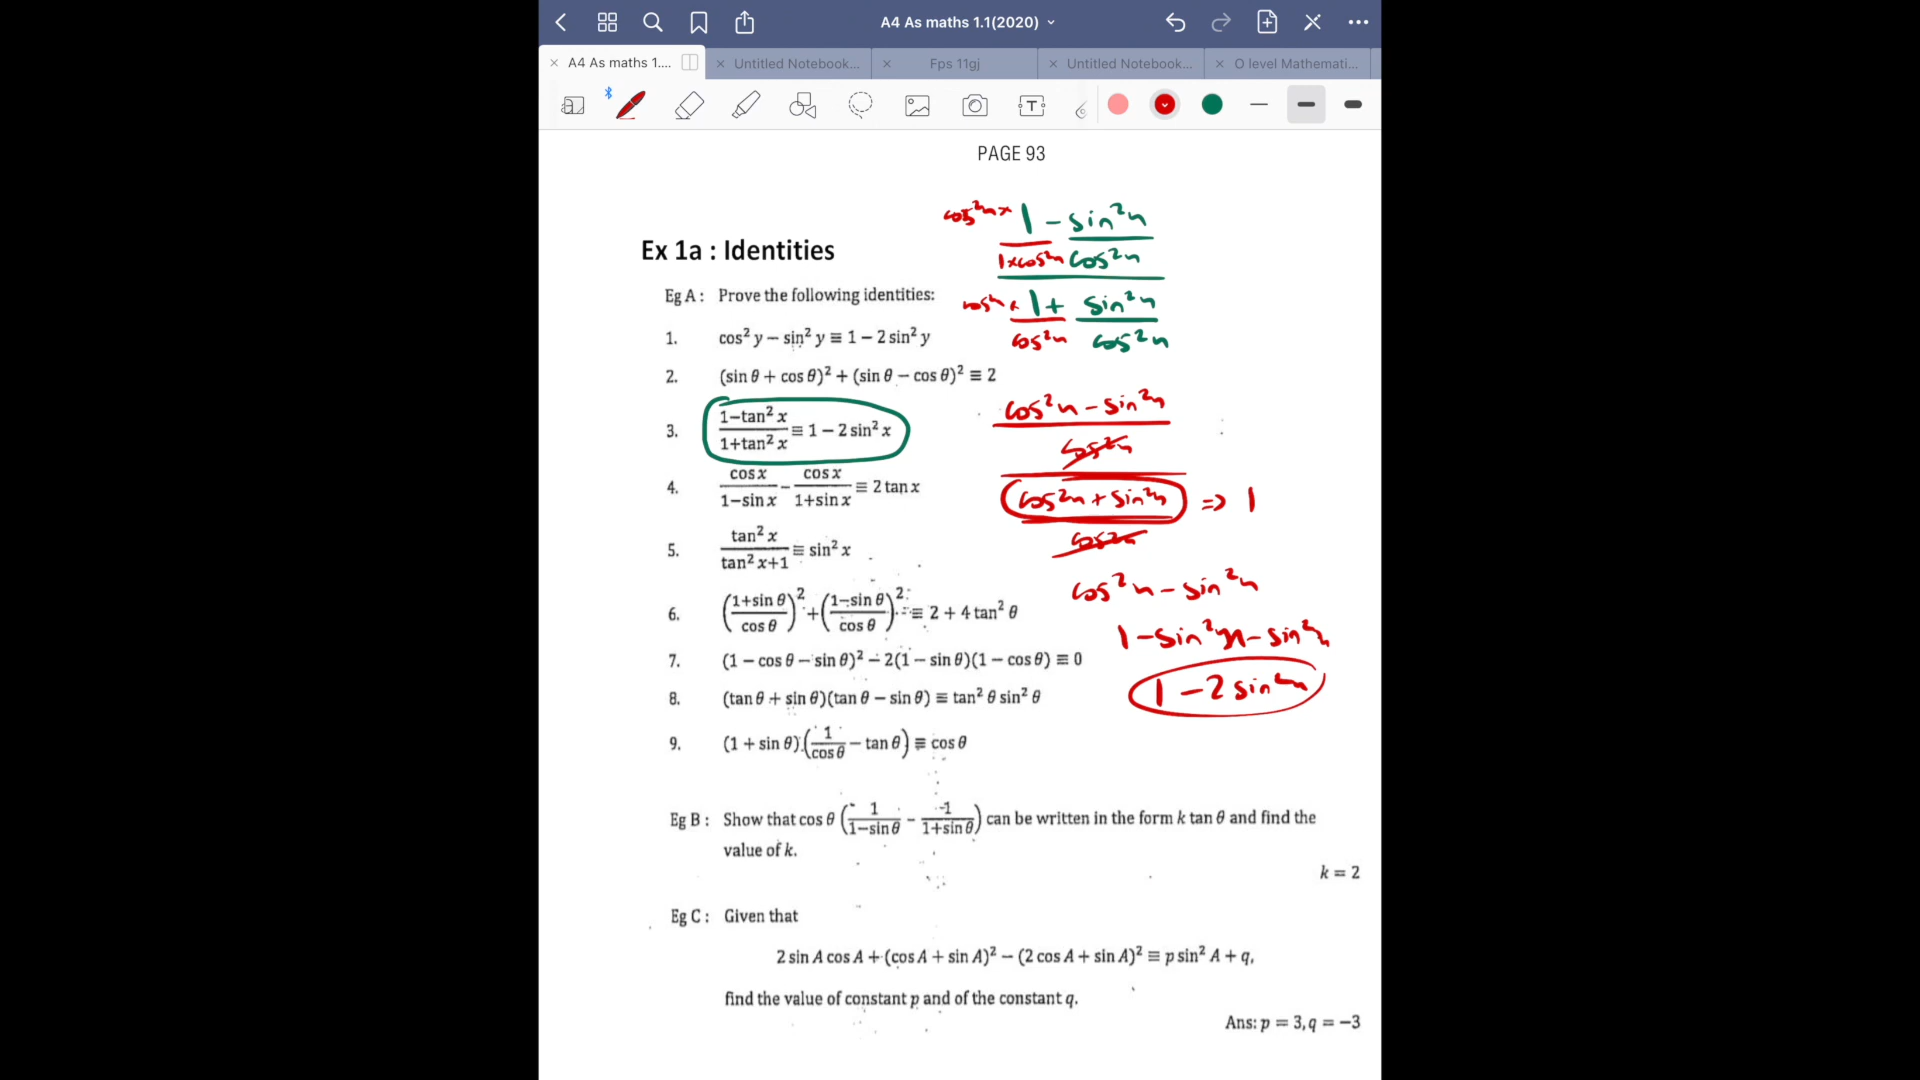 A4 As maths 1.1(2020)
A4 As maths 1....
Untitled Notebook...
Fps 11gj
Untitled Notebook...
O level Mathemati...
PAGE 93
cos²x × 1 − sin²x
1×cos²x cos²x
cos²x × 1 + sin²x
cos²x cos²x
Ex 1a : Identities
Eg A : Prove the following identities:
1. cos² y − sin² y ≡ 1 − 2 sin² y
2. (sin θ + cos θ)² + (sin θ − cos θ)² ≡ 2
3. (1−tan² x)/(1+tan² x) ≡ 1 − 2 sin² x
4. cos x/(1−sin x) − cos x/(1+sin x) ≡ 2 tan x
5. tan² x/(tan² x+1) ≡ sin² x
6. ((1+sin θ)/cos θ)² + ((1−sin θ)/cos θ)² ≡ 2 + 4 tan² θ
7. (1 − cos θ − sin θ)² − 2(1 − sin θ)(1 − cos θ) ≡ 0
8. (tan θ + sin θ)(tan θ − sin θ) ≡ tan² θ sin² θ
9. (1 + sin θ)(1/cos θ − tan θ) ≡ cos θ
cos²x − sin²x
cos²x
cos²x + sin²x ⇒ 1
cos²x
cos²x − sin²x
1 − sin²x − sin²x
1 − 2 sin²x
Eg B : Show that cos θ (1/(1−sin θ) − 1/(1+sin θ)) can be written in the form k tan θ and find the
value of k.
k = 2
Eg C : Given that
2 sin A cos A + (cos A + sin A)² − (2 cos A + sin A)² ≡ p sin² A + q,
find the value of constant p and of the constant q.
Ans: p = 3, q = −3